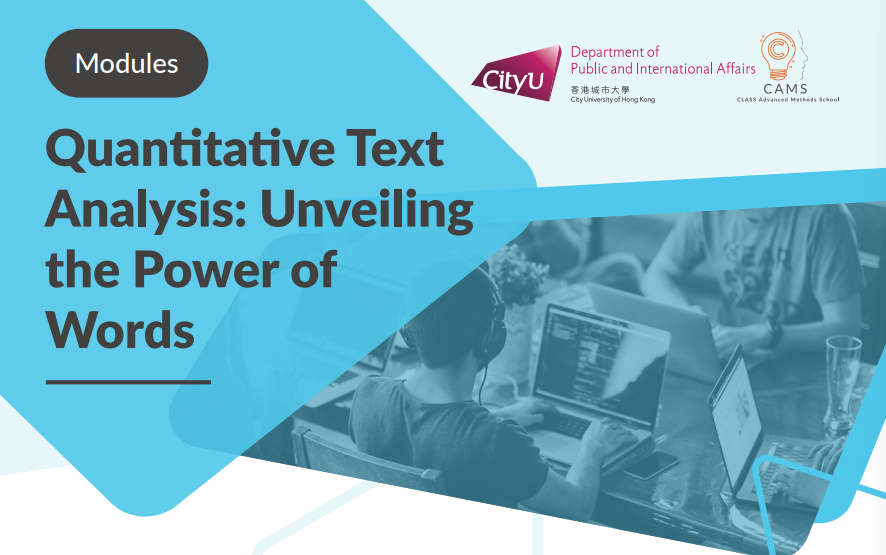 Modules
CityU
Department of
Public and International Affairs
香港城市大學
City University of Hong Kong
CAMS
CLASS Advanced Methods School
Quantitative Text
Analysis: Unveiling
the Power of
Words